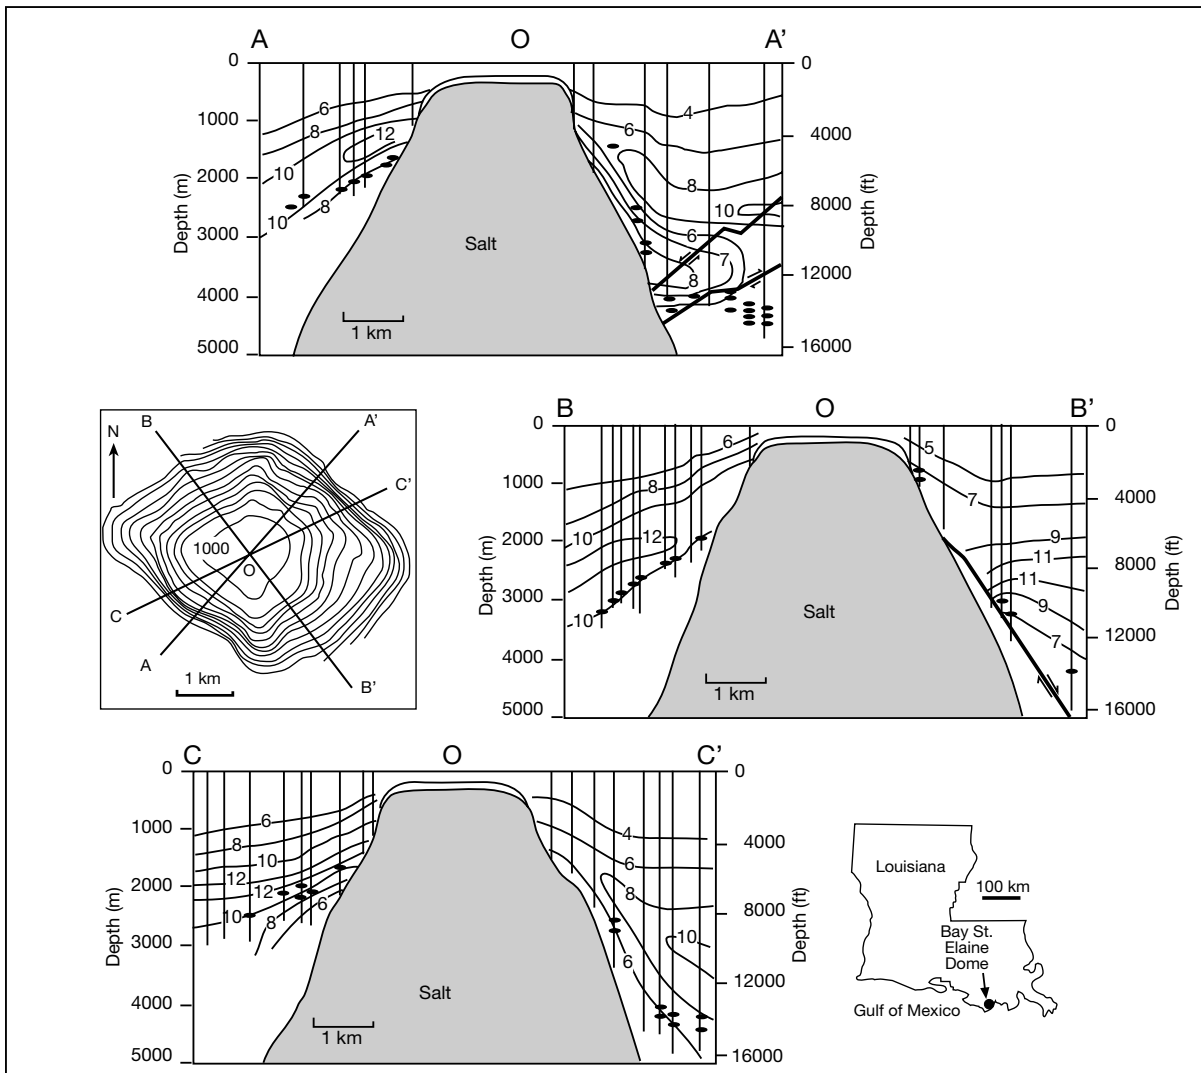 A O A'
0 0
6
4
1000
8
12
6
4000
10
2000
8
10
8000
10
8
3000
6
7
8
12000
4000
Salt
1 km
5000
16000
Depth (m)
Depth (ft)
N
B
A'
C'
1000
O
C
A
B'
1 km
B O B'
0 0
6
5
8
1000
7
4000
10
12
2000
9
8000
11
11
3000
9
10
12000
7
4000
Salt
1 km
5000
16000
Depth (m)
Depth (ft)
C O C'
0 0
6
4
1000
8
4000
10
6
12
2000
12
8
10
8
6
8000
10
3000
6
12000
4000
Salt
1 km
5000
16000
Depth (m)
Depth (ft)
Louisiana
100 km
Bay St.
Elaine
Dome
Gulf of Mexico